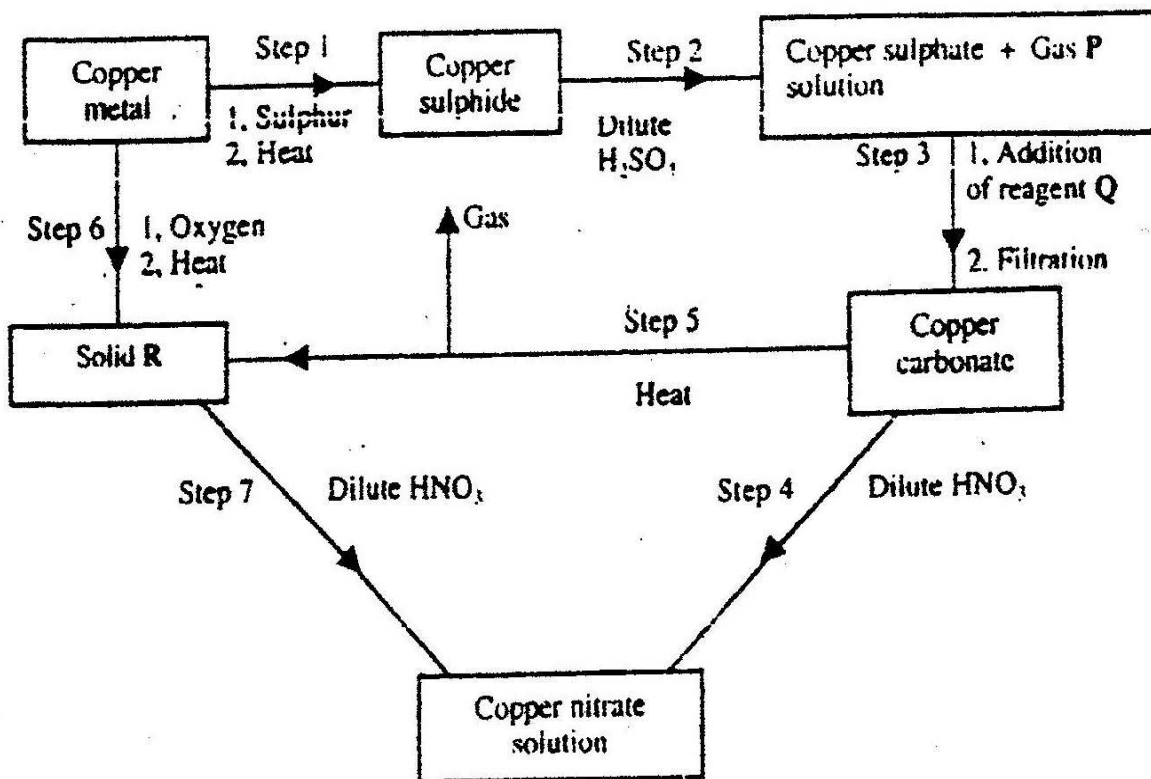 Step 1
Step 2
Copper
metal
Copper
sulphide
Copper sulphate + Gas P
solution
1. Sulphur
2. Heat
Dilute
H₂SO₄
Step 3
1. Addition
of reagent Q
2. Filtration
Step 6
1. Oxygen
2. Heat
Gas
Step 5
Heat
Solid R
Copper
carbonate
Step 7
Dilute HNO₃
Step 4
Dilute HNO₃
Copper nitrate
solution